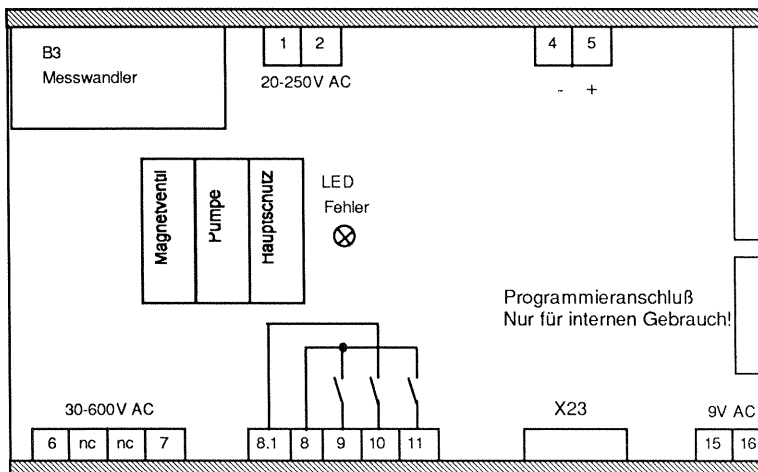 B3
Messwandler
1 2
20-250V AC
4 5
- +
Magnetventil
Pumpe
Hauptschutz
LED
Fehler
Programmieranschluß
Nur für internen Gebrauch!
30-600V AC
6 nc nc 7
8.1 8 9 10 11
X23
9V AC
15 16